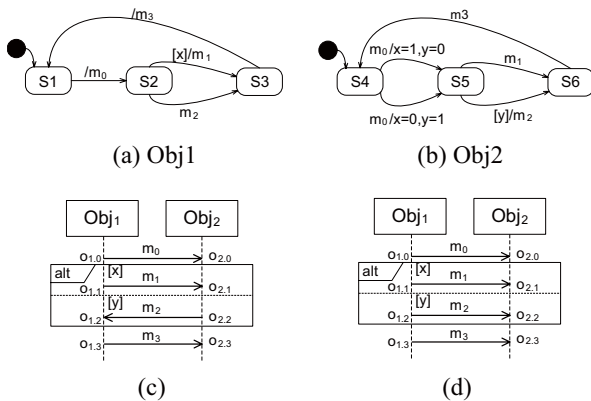 /m₃
S1
/m₀
S2
[x]/m₁
m₂
S3
(a) Obj1
m3
S4
m₀/x=1,y=0
m₀/x=0,y=1
S5
m₁
[y]/m₂
S6
(b) Obj2
Obj₁
Obj₂
o₁.₀
m₀
o₂.₀
alt
[x]
o₁.₁
m₁
o₂.₁
[y]
o₁.₂
m₂
o₂.₂
o₁.₃
m₃
o₂.₃
(c)
Obj₁
Obj₂
o₁.₀
m₀
o₂.₀
alt
[x]
o₁.₁
m₁
o₂.₁
[y]
o₁.₂
m₂
o₂.₂
o₁.₃
m₃
o₂.₃
(d)